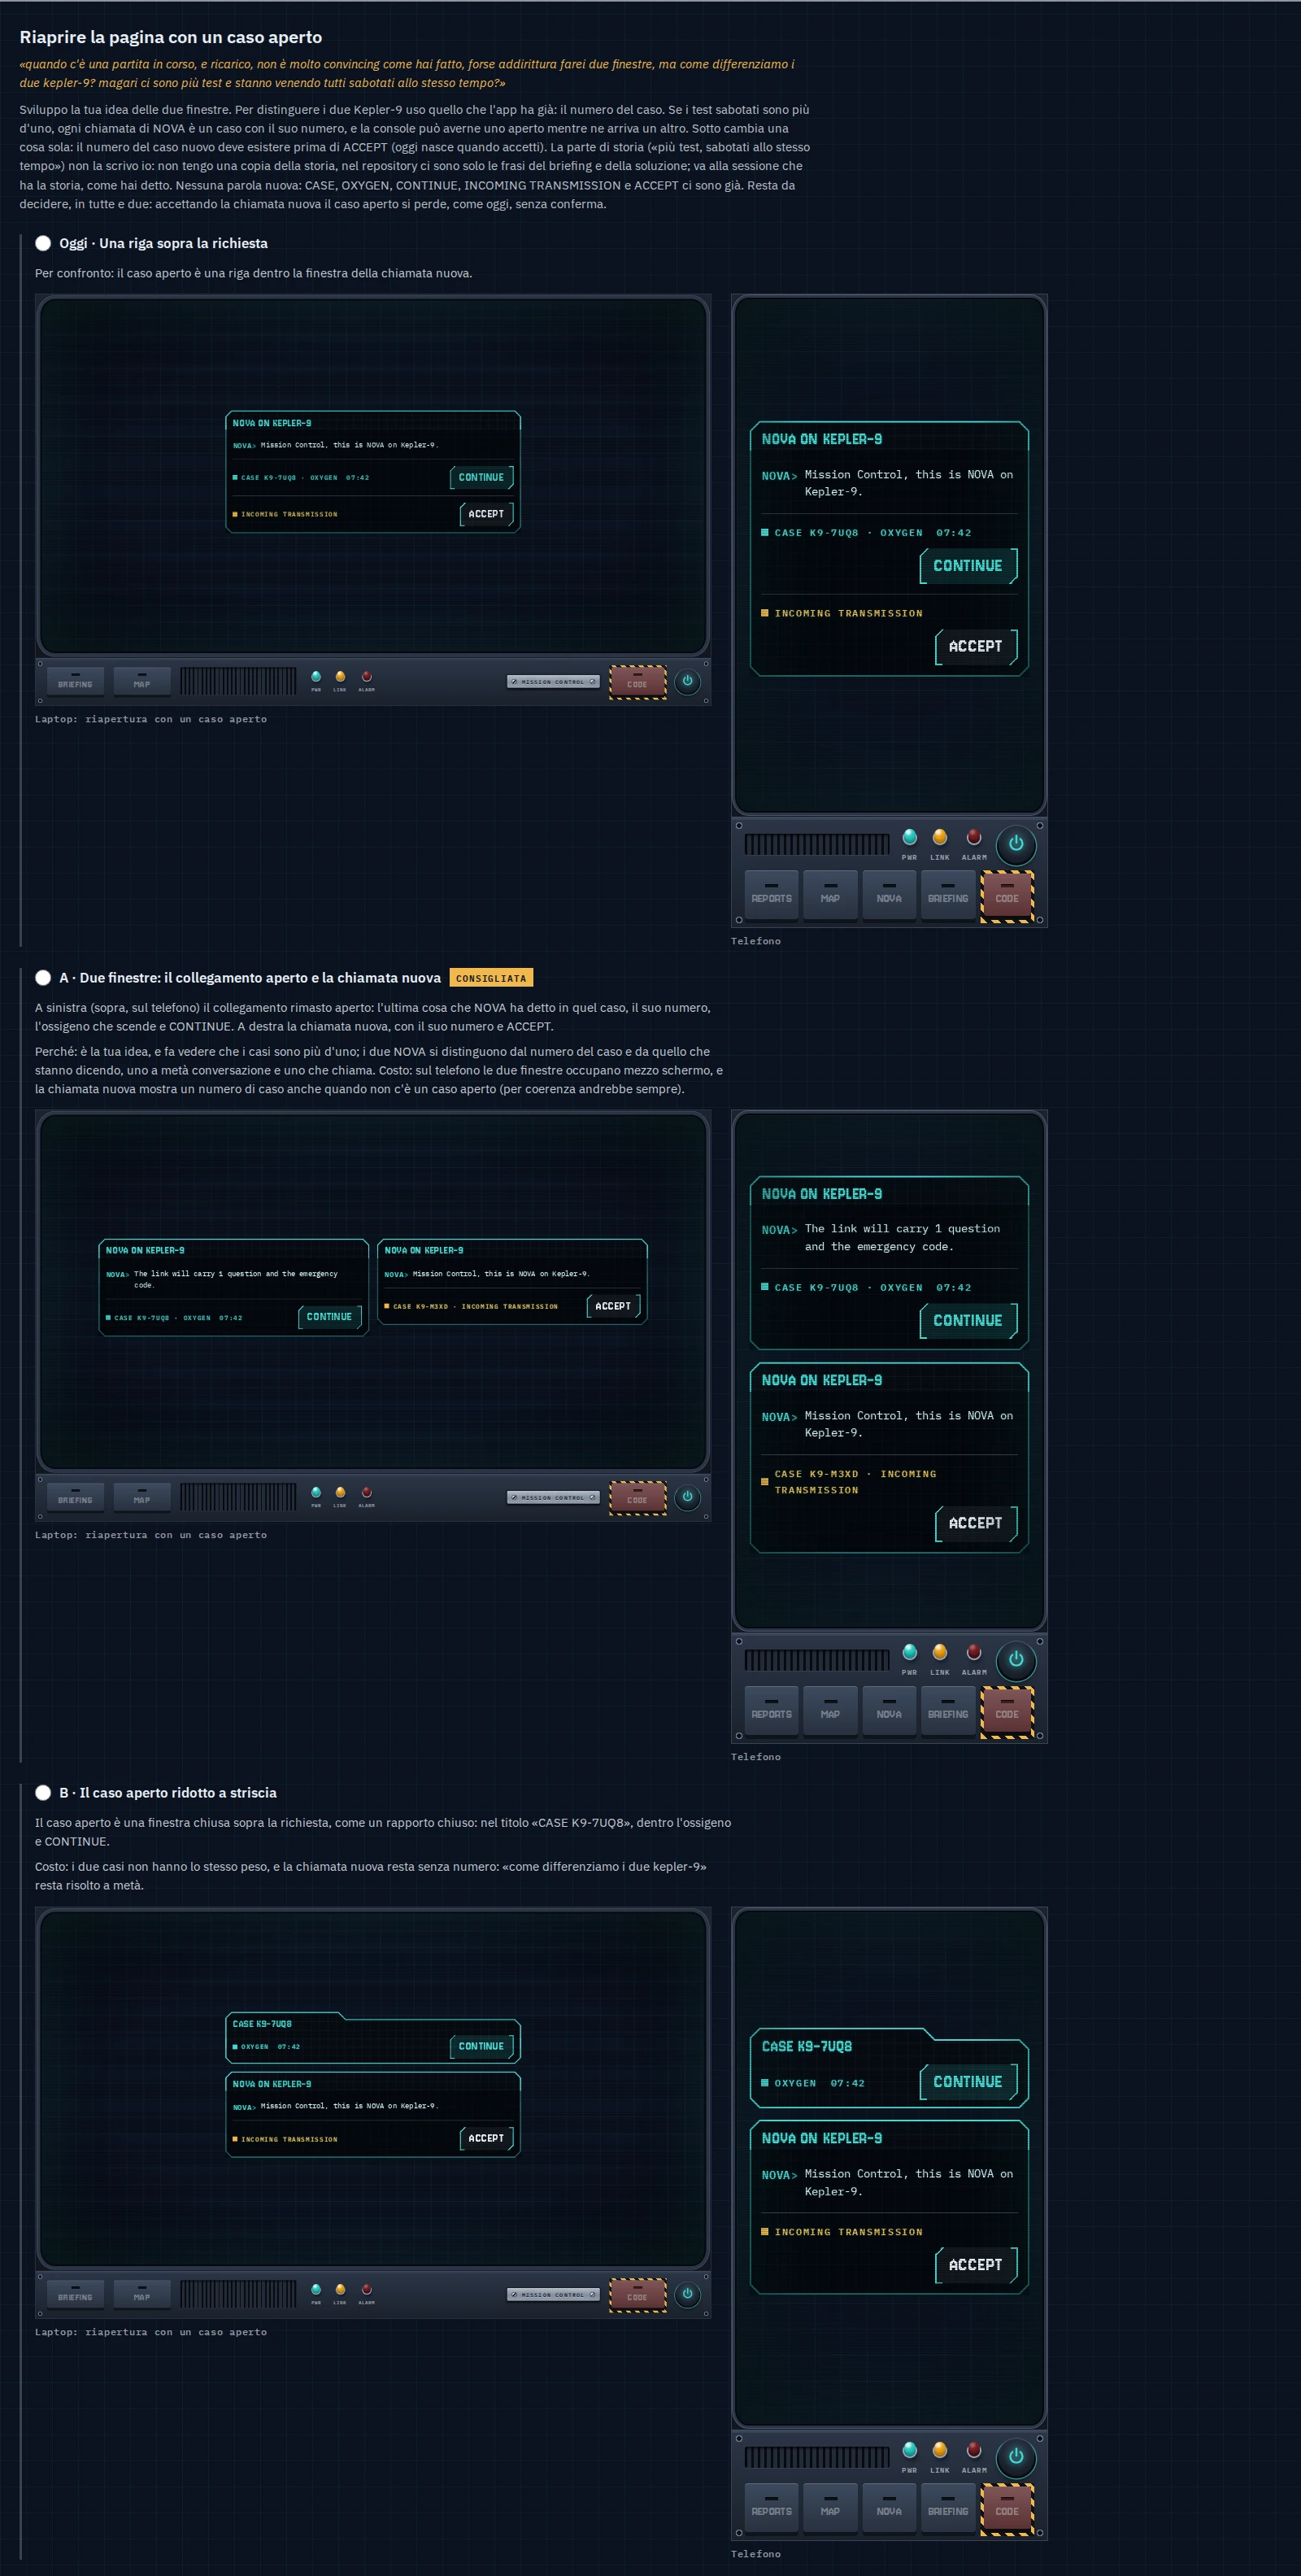 Riaprire la pagina con un caso aperto
«quando c'è una partita in corso, e ricarico, non è molto convincing come hai fatto, forse addirittura farei due finestre, ma come differenziamo i
due kepler-9? magari ci sono più test e stanno venendo tutti sabotati allo stesso tempo?»
Sviluppo la tua idea delle due finestre. Per distinguere i due Kepler-9 uso quello che l'app ha già: il numero del caso. Se i test sabotati sono più
d'uno, ogni chiamata di NOVA è un caso con il suo numero, e la console può averne uno aperto mentre ne arriva un altro. Sotto cambia una
cosa sola: il numero del caso nuovo deve esistere prima di ACCEPT (oggi nasce quando accetti). La parte di storia («più test, sabotati allo stesso
tempo») non la scrivo io: non tengo una copia della storia, nel repository ci sono solo le frasi del briefing e della soluzione; va alla sessione che
ha la storia, come hai detto. Nessuna parola nuova: CASE, OXYGEN, CONTINUE, INCOMING TRANSMISSION e ACCEPT ci sono già. Resta da
decidere, in tutte e due: accettando la chiamata nuova il caso aperto si perde, come oggi, senza conferma.
Oggi · Una riga sopra la richiesta
Per confronto: il caso aperto è una riga dentro la finestra della chiamata nuova.
NOVA ON KEPLER-9
NOVA> Mission Control, this is NOVA on Kepler-9.
CASE K9-7UQ8 · OXYGEN 07:42
CONTINUE
INCOMING TRANSMISSION
ACCEPT
BRIEFING
MAP
PWR
LINK
ALARM
MISSION CONTROL
CODE
Laptop: riapertura con un caso aperto
NOVA ON KEPLER-9
NOVA> Mission Control, this is NOVA on
Kepler-9.
CASE K9-7UQ8 · OXYGEN 07:42
CONTINUE
INCOMING TRANSMISSION
ACCEPT
PWR
LINK
ALARM
REPORTS
MAP
NOVA
BRIEFING
CODE
Telefono
A · Due finestre: il collegamento aperto e la chiamata nuova
CONSIGLIATA
A sinistra (sopra, sul telefono) il collegamento rimasto aperto: l'ultima cosa che NOVA ha detto in quel caso, il suo numero,
l'ossigeno che scende e CONTINUE. A destra la chiamata nuova, con il suo numero e ACCEPT.
Perché: è la tua idea, e fa vedere che i casi sono più d'uno; i due NOVA si distinguono dal numero del caso e da quello che
stanno dicendo, uno a metà conversazione e uno che chiama. Costo: sul telefono le due finestre occupano mezzo schermo, e
la chiamata nuova mostra un numero di caso anche quando non c'è un caso aperto (per coerenza andrebbe sempre).
NOVA ON KEPLER-9
NOVA> The link will carry 1 question and the emergency
code.
CASE K9-7UQ8 · OXYGEN 07:42
CONTINUE
NOVA ON KEPLER-9
NOVA> Mission Control, this is NOVA on Kepler-9.
CASE K9-M3XD · INCOMING TRANSMISSION
ACCEPT
BRIEFING
MAP
PWR
LINK
ALARM
MISSION CONTROL
CODE
Laptop: riapertura con un caso aperto
NOVA ON KEPLER-9
NOVA> The link will carry 1 question
and the emergency code.
CASE K9-7UQ8 · OXYGEN 07:42
CONTINUE
NOVA ON KEPLER-9
NOVA> Mission Control, this is NOVA on
Kepler-9.
CASE K9-M3XD · INCOMING
TRANSMISSION
ACCEPT
PWR
LINK
ALARM
REPORTS
MAP
NOVA
BRIEFING
CODE
Telefono
B · Il caso aperto ridotto a striscia
Il caso aperto è una finestra chiusa sopra la richiesta, come un rapporto chiuso: nel titolo «CASE K9-7UQ8», dentro l'ossigeno
e CONTINUE.
Costo: i due casi non hanno lo stesso peso, e la chiamata nuova resta senza numero: «come differenziamo i due kepler-9»
resta risolto a metà.
CASE K9-7UQ8
OXYGEN 07:42
CONTINUE
NOVA ON KEPLER-9
NOVA> Mission Control, this is NOVA on Kepler-9.
INCOMING TRANSMISSION
ACCEPT
BRIEFING
MAP
PWR
LINK
ALARM
MISSION CONTROL
CODE
Laptop: riapertura con un caso aperto
CASE K9-7UQ8
OXYGEN 07:42
CONTINUE
NOVA ON KEPLER-9
NOVA> Mission Control, this is NOVA on
Kepler-9.
INCOMING TRANSMISSION
ACCEPT
PWR
LINK
ALARM
REPORTS
MAP
NOVA
BRIEFING
CODE
Telefono